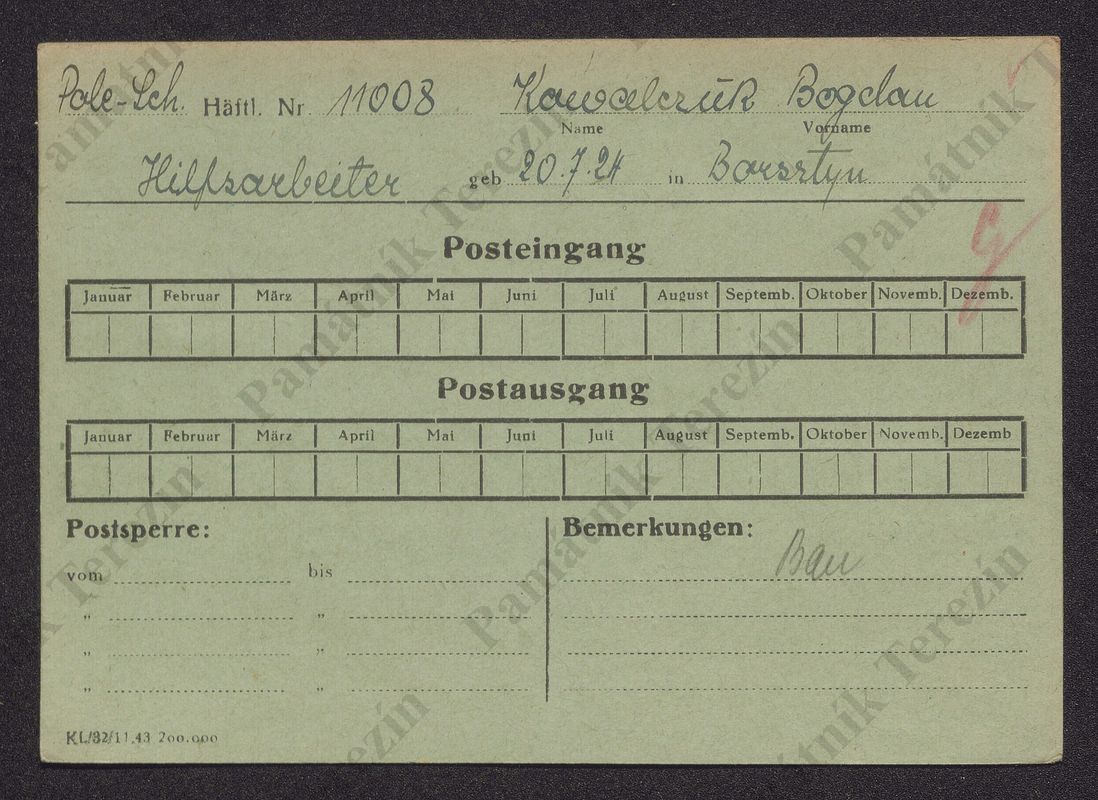 Pole-Sch. Häftl. Nr 11008 Kowalczuk Bogdan
Name Vorname
Hilfsarbeiter geb 20.7.24 in Borsztyn
Posteingang
Januar Februar März April Mai Juni Juli August Septemb. Oktober Novemb. Dezemb.
Postausgang
Januar Februar März April Mai Juni Juli August Septemb. Oktober Novemb. Dezemb
Postsperre: Bemerkungen:
Bau
vom bis
„ „
„ „
„ „
KL/32/11.43 200.000
Památník Terezín